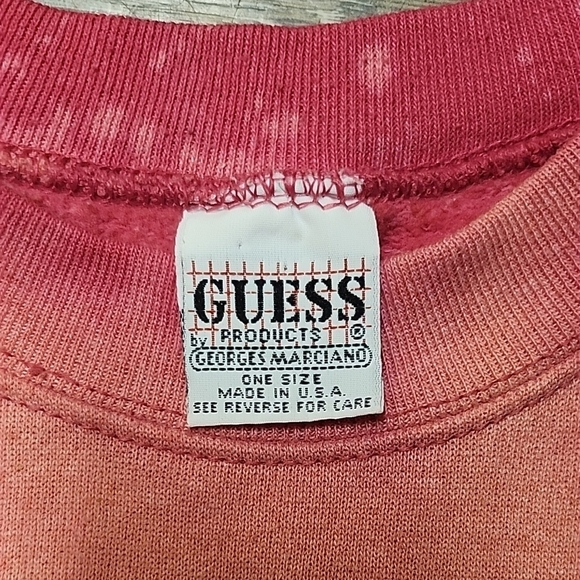 GUESS
by PRODUCTS ®
GEORGES MARCIANO
ONE SIZE
MADE IN U.S.A.
SEE REVERSE FOR CARE